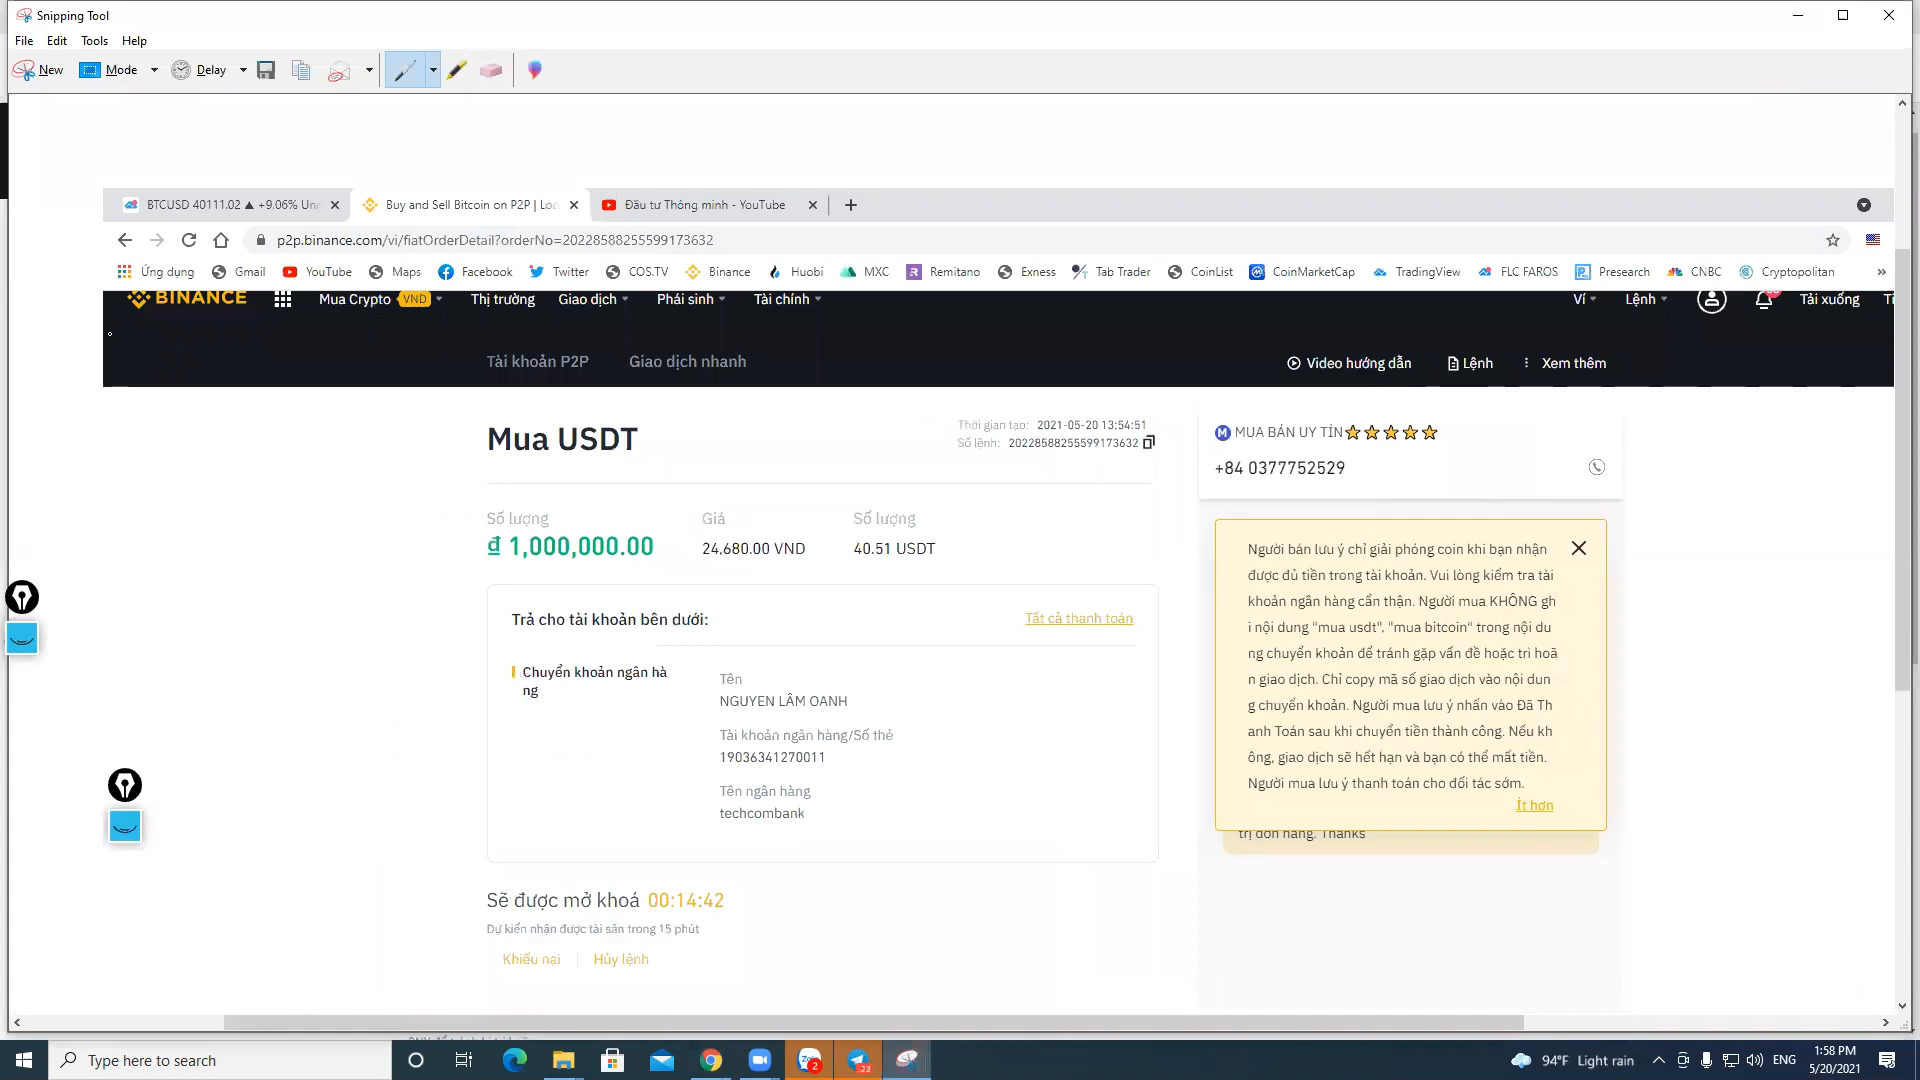 Snipping Tool
File Edit Tools Help
New Mode Delay
BTCUSD 40111.02 ▲ +9.06% Unr
Buy and Sell Bitcoin on P2P | Lo
Đầu tư Thông minh - YouTube
p2p.binance.com/vi/fiatOrderDetail?orderNo=20228588255599173632
Ứng dụng Gmail YouTube Maps Facebook Twitter COS.TV Binance Huobi MXC Remitano Exness Tab Trader CoinList CoinMarketCap TradingView FLC FAROS Presearch CNBC Cryptopolitan »
BINANCE Mua Crypto VND Thị trường Giao dịch Phái sinh Tài chính Ví Lệnh Tải xuống
Tài khoản P2P Giao dịch nhanh Video hướng dẫn Lệnh Xem thêm
Mua USDT
Thời gian tạo: 2021-05-20 13:54:51
Số lệnh: 20228588255599173632
MUA BÁN UY TÍN
+84 0377752529
Số lượng Giá Số lượng
₫ 1,000,000.00 24,680.00 VND 40.51 USDT
Trả cho tài khoản bên dưới: Tất cả thanh toán
Chuyển khoản ngân hà
ng
Tên
NGUYEN LÂM OANH
Tài khoản ngân hàng/Số thẻ
19036341270011
Tên ngân hàng
techcombank
Sẽ được mở khoá 00:14:42
Dự kiến nhận được tài sản trong 15 phút
Khiếu nại Hủy lệnh
Người bán lưu ý chỉ giải phóng coin khi bạn nhận
được đủ tiền trong tài khoản. Vui lòng kiểm tra tài
khoản ngân hàng cẩn thận. Người mua KHÔNG gh
i nội dung "mua usdt", "mua bitcoin" trong nội du
ng chuyển khoản để tránh gặp vấn đề hoặc trì hoã
n giao dịch. Chỉ copy mã số giao dịch vào nội dun
g chuyển khoản. Người mua lưu ý nhấn vào Đã Th
anh Toán sau khi chuyển tiền thành công. Nếu kh
ông, giao dịch sẽ hết hạn và bạn có thể mất tiền.
Người mua lưu ý thanh toán cho đối tác sớm.
Ít hơn
trị đơn hàng. Thanks
Type here to search
94°F Light rain
ENG
1:58 PM
5/20/2021